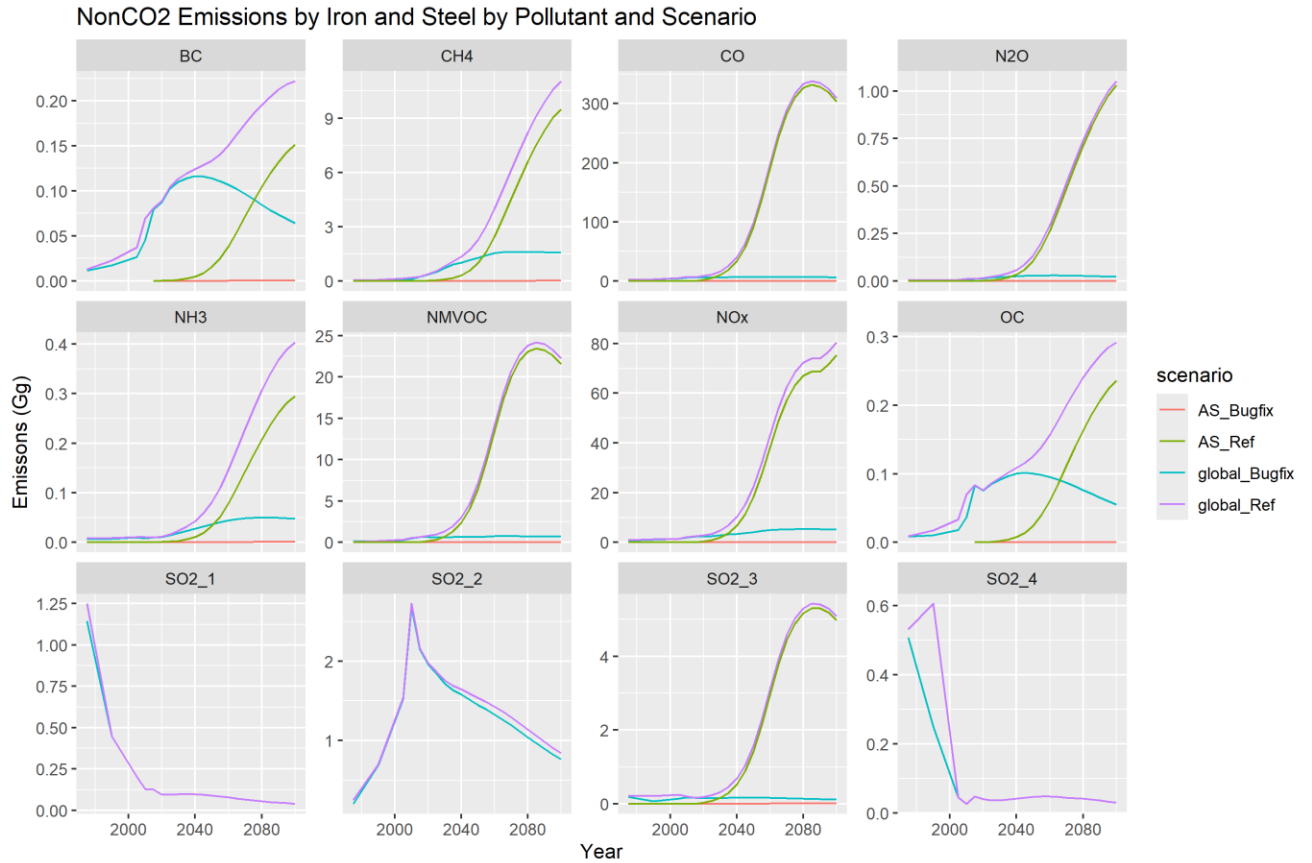 NonCO2 Emissions by Iron and Steel by Pollutant and Scenario
BC
CH4
CO
N2O
0.20
0.15
0.10
0.05
0.00
9
6
3
0
300
200
100
0
1.00
0.75
0.50
0.25
0.00
NH3
NMVOC
NOx
OC
0.4
0.3
0.2
0.1
0.0
25
20
15
10
5
0
80
60
40
20
0
0.3
0.2
0.1
0.0
SO2_1
SO2_2
SO2_3
SO2_4
1.25
1.00
0.75
0.50
0.25
0.00
2
1
4
2
0
0.6
0.4
0.2
0.0
2000 2040 2080
2000 2040 2080
2000 2040 2080
2000 2040 2080
Year
Emissons (Gg)
scenario
AS_Bugfix
AS_Ref
global_Bugfix
global_Ref